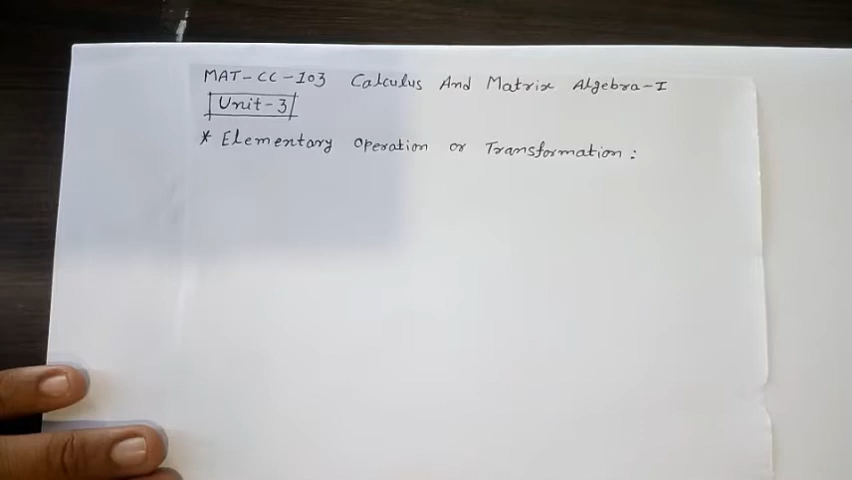 MAT-CC-103 Calculus And Matrix Algebra-I
Unit-3
* Elementary Operation or Transformation: